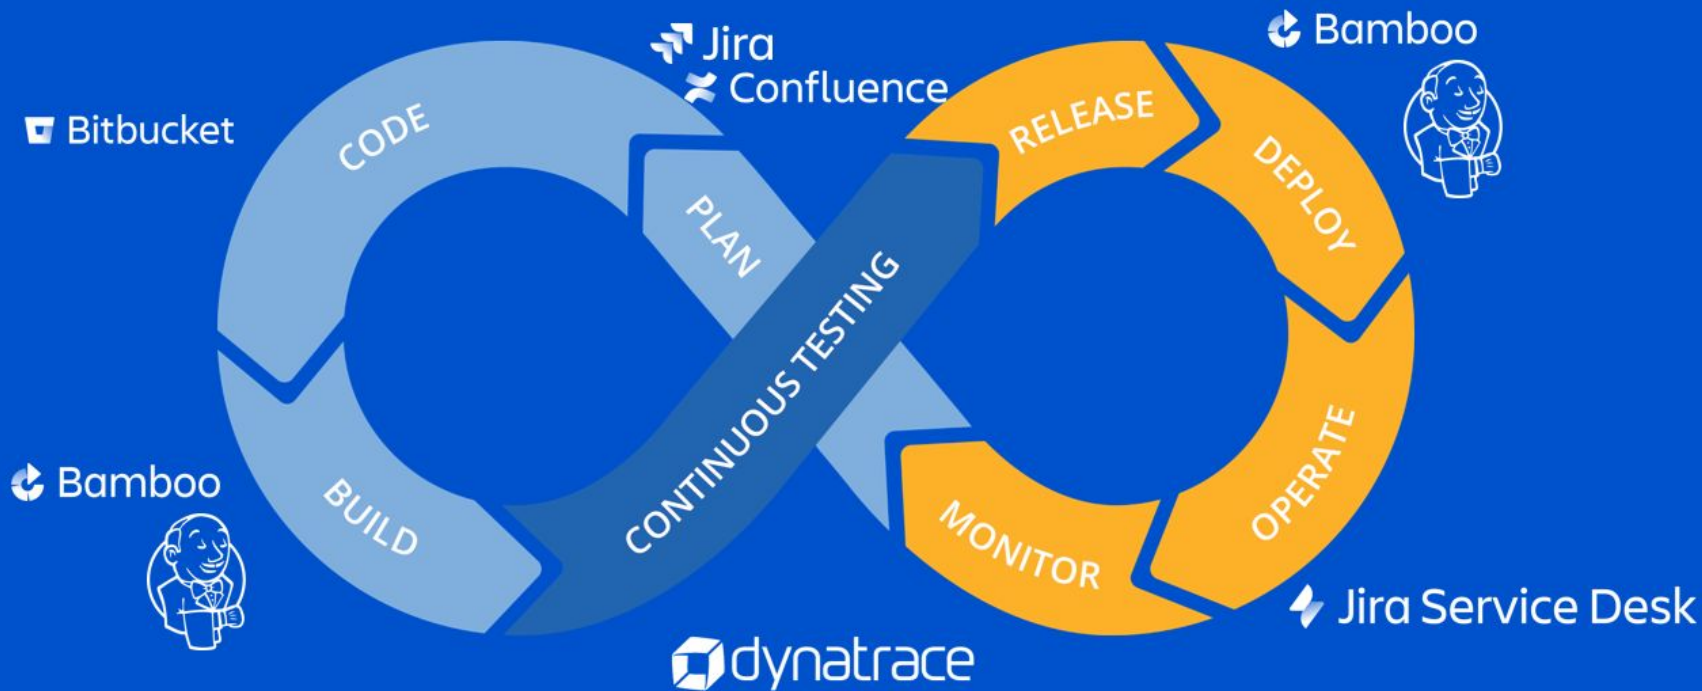 Jira
Confluence
Bamboo
Bitbucket
CODE
RELEASE
DEPLOY
PLAN
CONTINUOUS TESTING
Bamboo
BUILD
MONITOR
OPERATE
Jira Service Desk
dynatrace